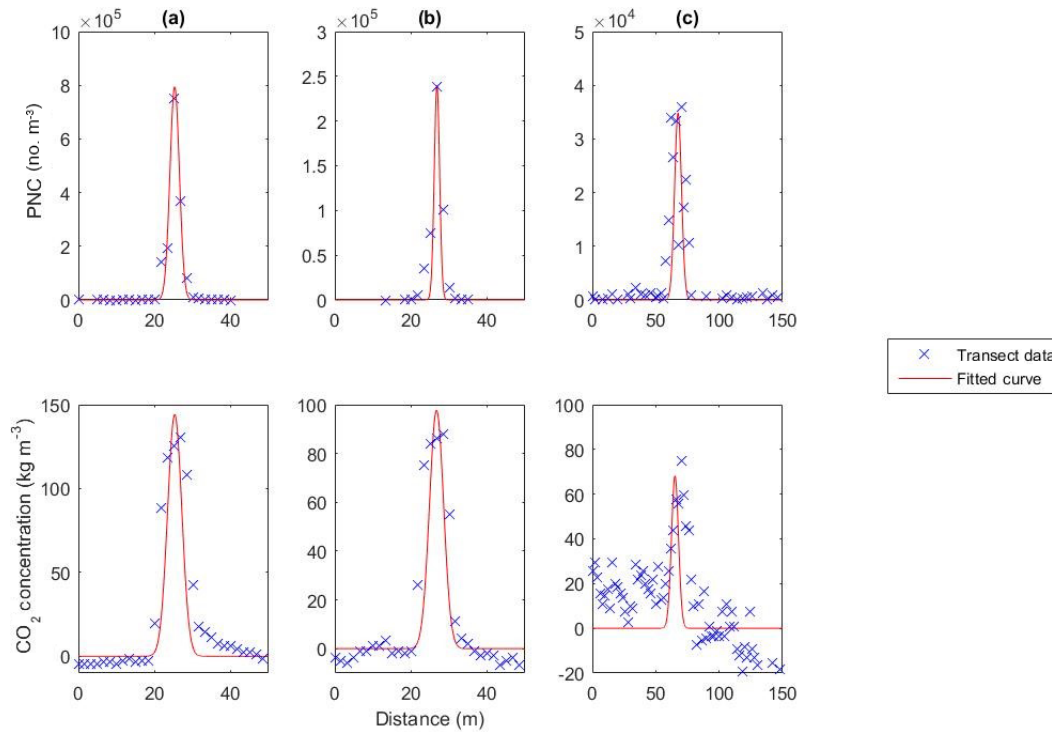 (a) (b) (c)
× 10⁵ × 10⁵ × 10⁴
10 3 5
2.5
8 4
2
6 3
1.5
4 2
1
2 1
0.5
0 0 0
PNC (no. m⁻³)
0 20 40 0 20 40 0 50 100 150
Transect data
Fitted curve
150 100 100
80 80
100 60
60
40
50 40 20
20
0
0 0 -20
CO₂ concentration (kg m⁻³)
0 20 40 0 20 40 0 50 100 150
Distance (m)